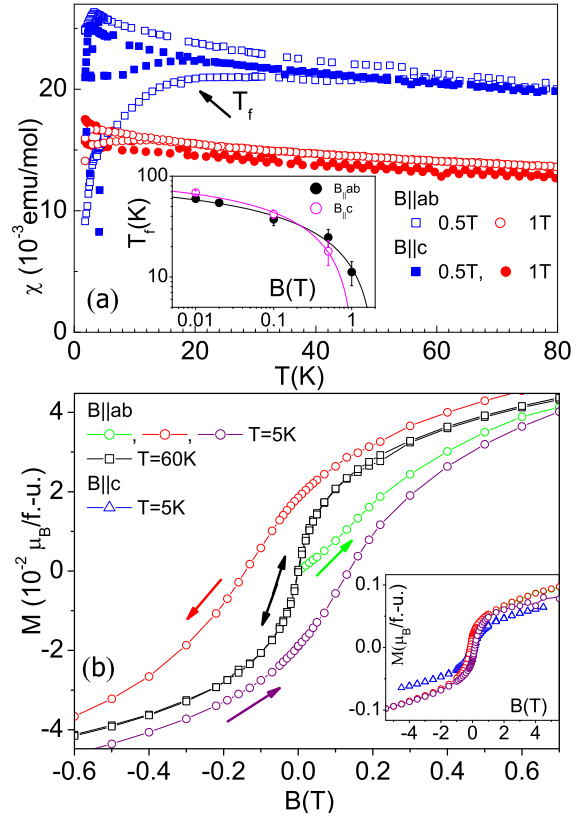 20
10
0
χ (10⁻³emu/mol)
T_f
(a)
0 20 40 60 80
T(K)
100
10
T_f(K)
0.01 0.1 1
B(T)
B∥ab
B∥c
B||ab
0.5T 1T
B||c
0.5T, 1T
4
2
0
-2
-4
M (10⁻² μ_B/f.-u.)
B||ab
, , T=5K
T=60K
B||c
T=5K
(b)
-0.6 -0.4 -0.2 0.0 0.2 0.4 0.6
B(T)
0.1
0.0
-0.1
M(μ_B/f.-u.)
-4 -2 0 2 4
B(T)